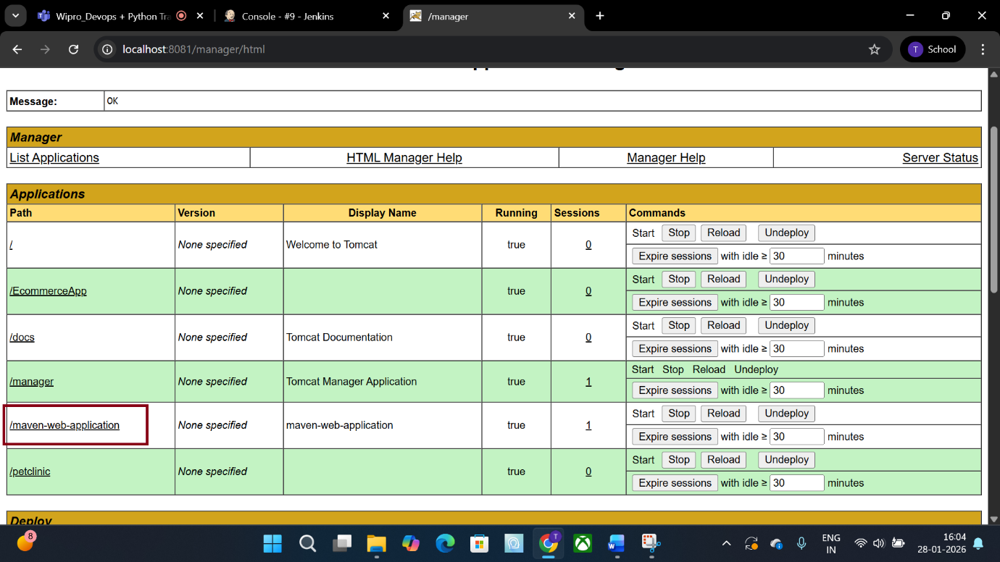 Wipro_Devops + Python Tra
Console - #9 - Jenkins
/manager
localhost:8081/manager/html
T School
Message: OK
Manager
List Applications HTML Manager Help Manager Help Server Status
Applications
Path Version Display Name Running Sessions Commands
/ None specified Welcome to Tomcat true 0 Start Stop Reload Undeploy
Expire sessions with idle ≥ 30 minutes
/EcommerceApp None specified true 0 Start Stop Reload Undeploy
Expire sessions with idle ≥ 30 minutes
/docs None specified Tomcat Documentation true 0 Start Stop Reload Undeploy
Expire sessions with idle ≥ 30 minutes
/manager None specified Tomcat Manager Application true 1 Start Stop Reload Undeploy
Expire sessions with idle ≥ 30 minutes
/maven-web-application None specified maven-web-application true 1 Start Stop Reload Undeploy
Expire sessions with idle ≥ 30 minutes
/petclinic None specified true 0 Start Stop Reload Undeploy
Expire sessions with idle ≥ 30 minutes
Deploy
8
T
ENG
IN
16:04
28-01-2026